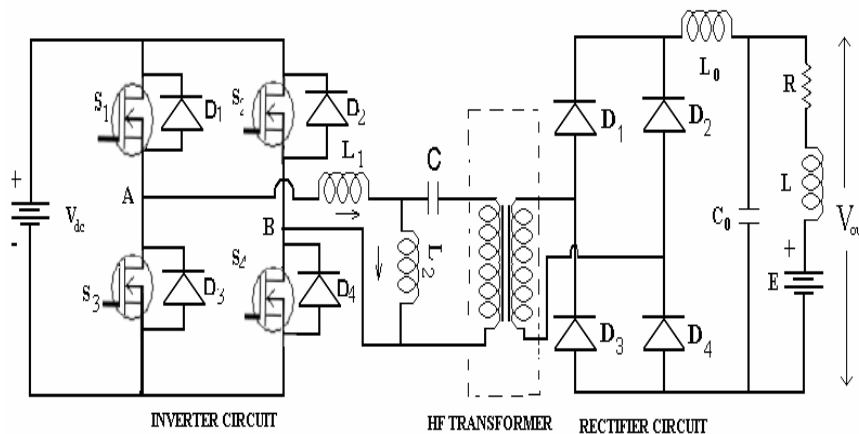 S1
D1
S2
D2
L0
R
D1
D2
L1
C
A
+
Vdc
-
B
L
C0
Vou
S3
D3
S4
D4
L2
+
E
D3
D4
INVERTER CIRCUIT
HF TRANSFORMER
RECTIFIER CIRCUIT